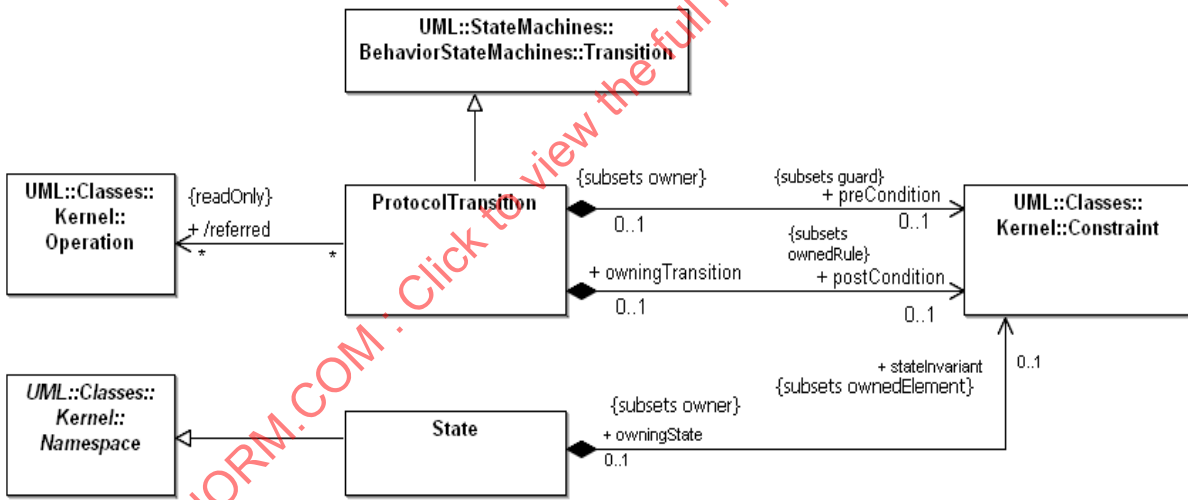 UML::StateMachines::
BehaviorStateMachines::Transition
UML::Classes::
Kernel::
Operation
{readOnly}
+ /referred
*
*
ProtocolTransition
{subsets owner}
0..1
{subsets guard}
+ preCondition
0..1
+ owningTransition
0..1
{subsets
ownedRule}
+ postCondition
0..1
UML::Classes::
Kernel::Constraint
UML::Classes::
Kernel::
Namespace
State
{subsets owner}
+ owningState
0..1
+ stateInvariant
{subsets ownedElement}
0..1
NORM.COM : Click to view the full